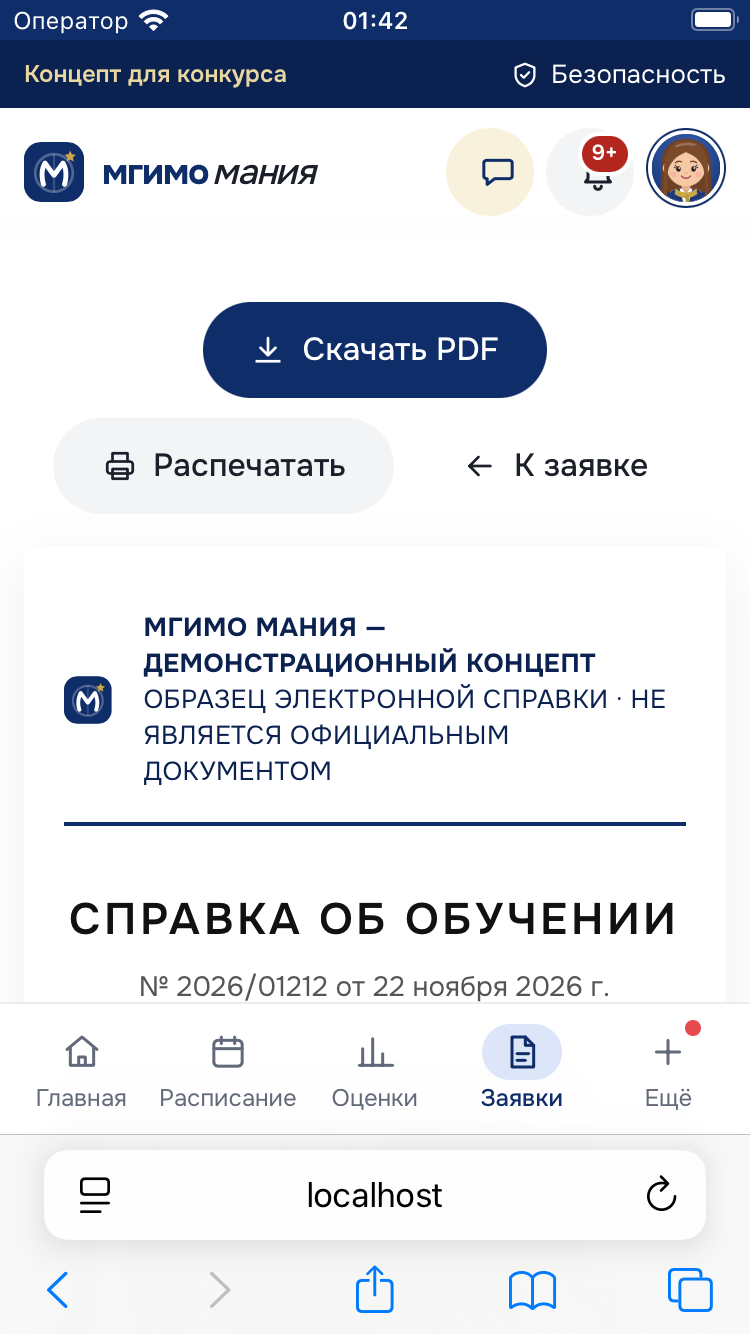 Оператор 01:42
Концепт для конкурса Безопасность
мгимо мания 9+
Скачать PDF
Распечатать К заявке
МГИМО МАНИЯ —
ДЕМОНСТРАЦИОННЫЙ КОНЦЕПТ
ОБРАЗЕЦ ЭЛЕКТРОННОЙ СПРАВКИ · НЕ
ЯВЛЯЕТСЯ ОФИЦИАЛЬНЫМ
ДОКУМЕНТОМ
СПРАВКА ОБ ОБУЧЕНИИ
№ 2026/01212 от 22 ноября 2026 г.
Главная Расписание Оценки Заявки Ещё
localhost